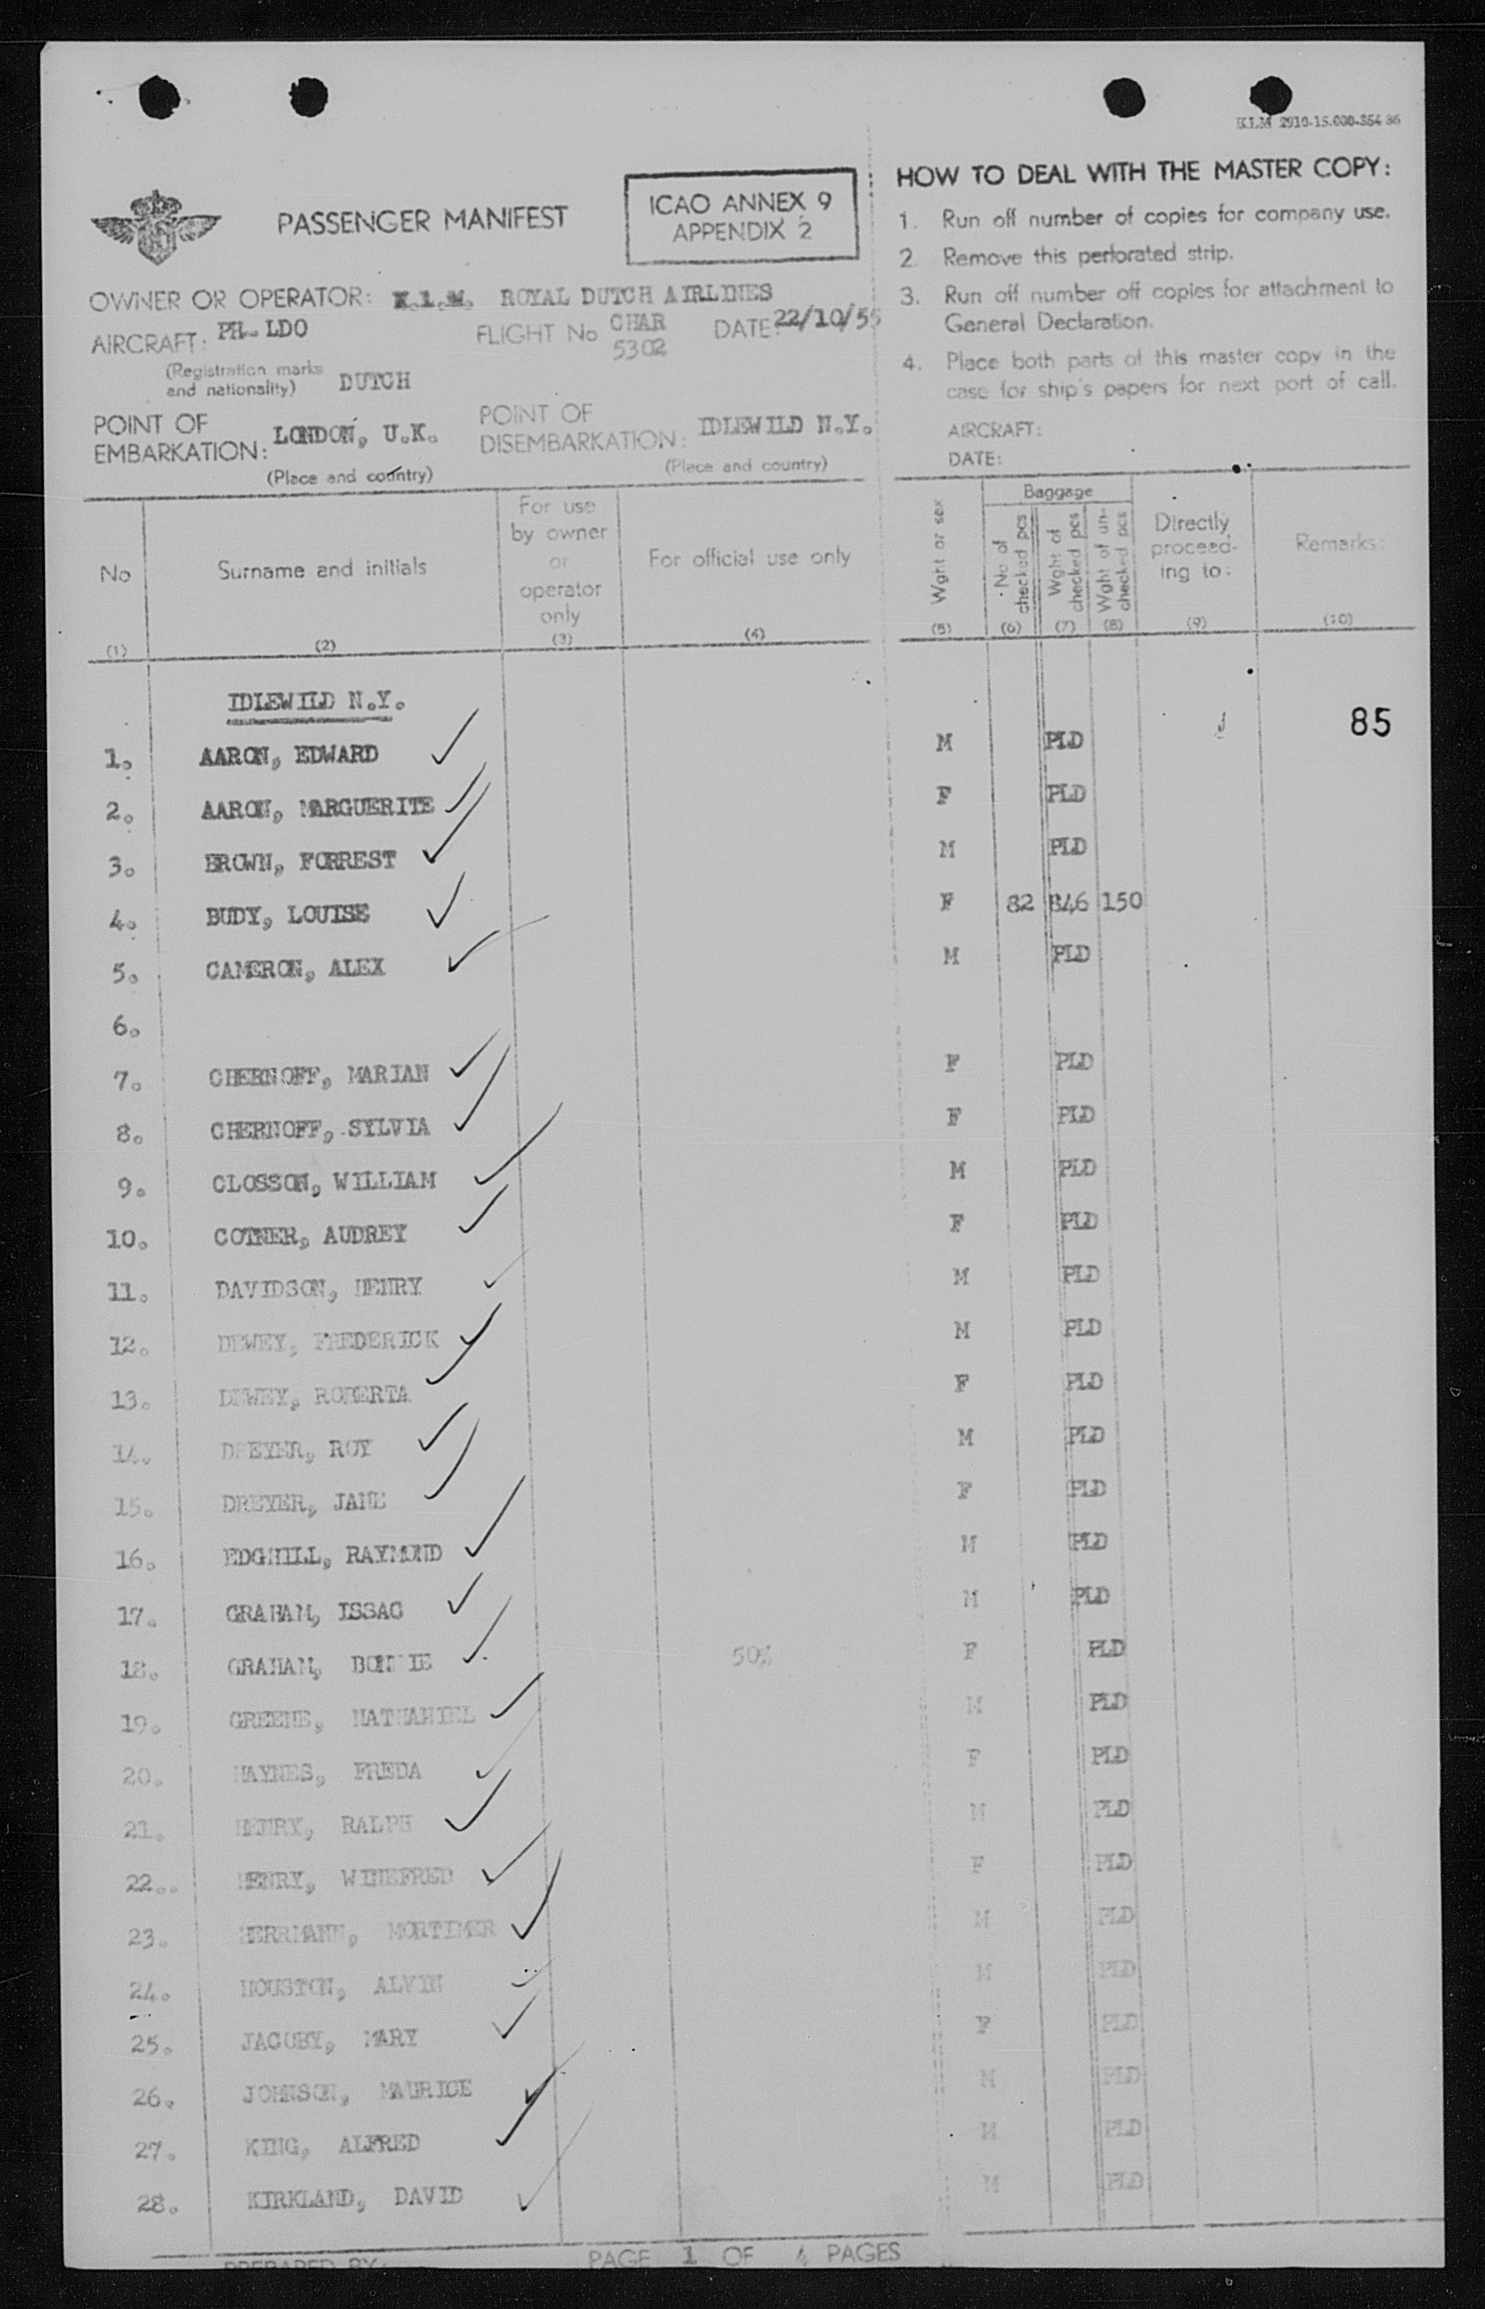 K.L.M 2910-15.000-354 86
HOW TO DEAL WITH THE MASTER COPY:
1. Run off number of copies for company use.
2. Remove this perforated strip.
3. Run off number off copies for attachment to
General Declaration.
4. Place both parts of this master copy in the
case for ship's papers for next port of call.
AIRCRAFT:
DATE:
PASSENGER MANIFEST
ICAO ANNEX 9
APPENDIX 2
OWNER OR OPERATOR: K.L.M. ROYAL DUTCH AIRLINES
AIRCRAFT: PH-LDO FLIGHT No CHAR 5302 DATE: 22/10/55
(Registration marks
and nationality) DUTCH
POINT OF
EMBARKATION: LONDON, U.K.
(Place and country)
POINT OF
DISEMBARKATION: IDLEWILD N.Y.
(Place and country)
No
(1)
Surname and initials
(2)
For use
by owner
or
operator
only
(3)
For official use only
(4)
Wght or sex
(5)
Baggage
No of
checked pcs
(6)
Wght of
checked pcs
(7)
Wght of un-
checked pcs
(8)
Directly
proceed-
ing to:
(9)
Remarks:
(10)
IDLEWILD N.Y.
85
1. AARON, EDWARD M PLD
2. AARON, MARGUERITE F PLD
3. BROWN, FORREST M PLD
4. BUDY, LOUISE F 82 846 150
5. CAMERON, ALEX M PLD
6.
7. CHERNOFF, MARIAN F PLD
8. CHERNOFF, SYLVIA F PLD
9. CLOSSON, WILLIAM M PLD
10. COTNER, AUDREY F PLD
11. DAVIDSON, HENRY M PLD
12. DEWEY, FREDERICK M PLD
13. DEWEY, ROBERTA F PLD
14. DREYER, ROY M PLD
15. DREYER, JANE F PLD
16. EDGHILL, RAYMOND M PLD
17. GRAHAM, ISSAC M PLD
18. GRAHAM, BONNIE 50% F PLD
19. GREENE, NATHANIEL M PLD
20. HAYNES, FREDA F PLD
21. HENRY, RALPH M PLD
22. HENRY, WINEFRED F PLD
23. HERRMANN, MORTIMER M PLD
24. HOUSTON, ALVIN M PLD
25. JACOBY, MARY F PLD
26. JOHNSON, MAURICE M PLD
27. KING, ALFRED M PLD
28. KIRKLAND, DAVID M PLD
PREPARED BY:
PAGE 1 OF 4 PAGES